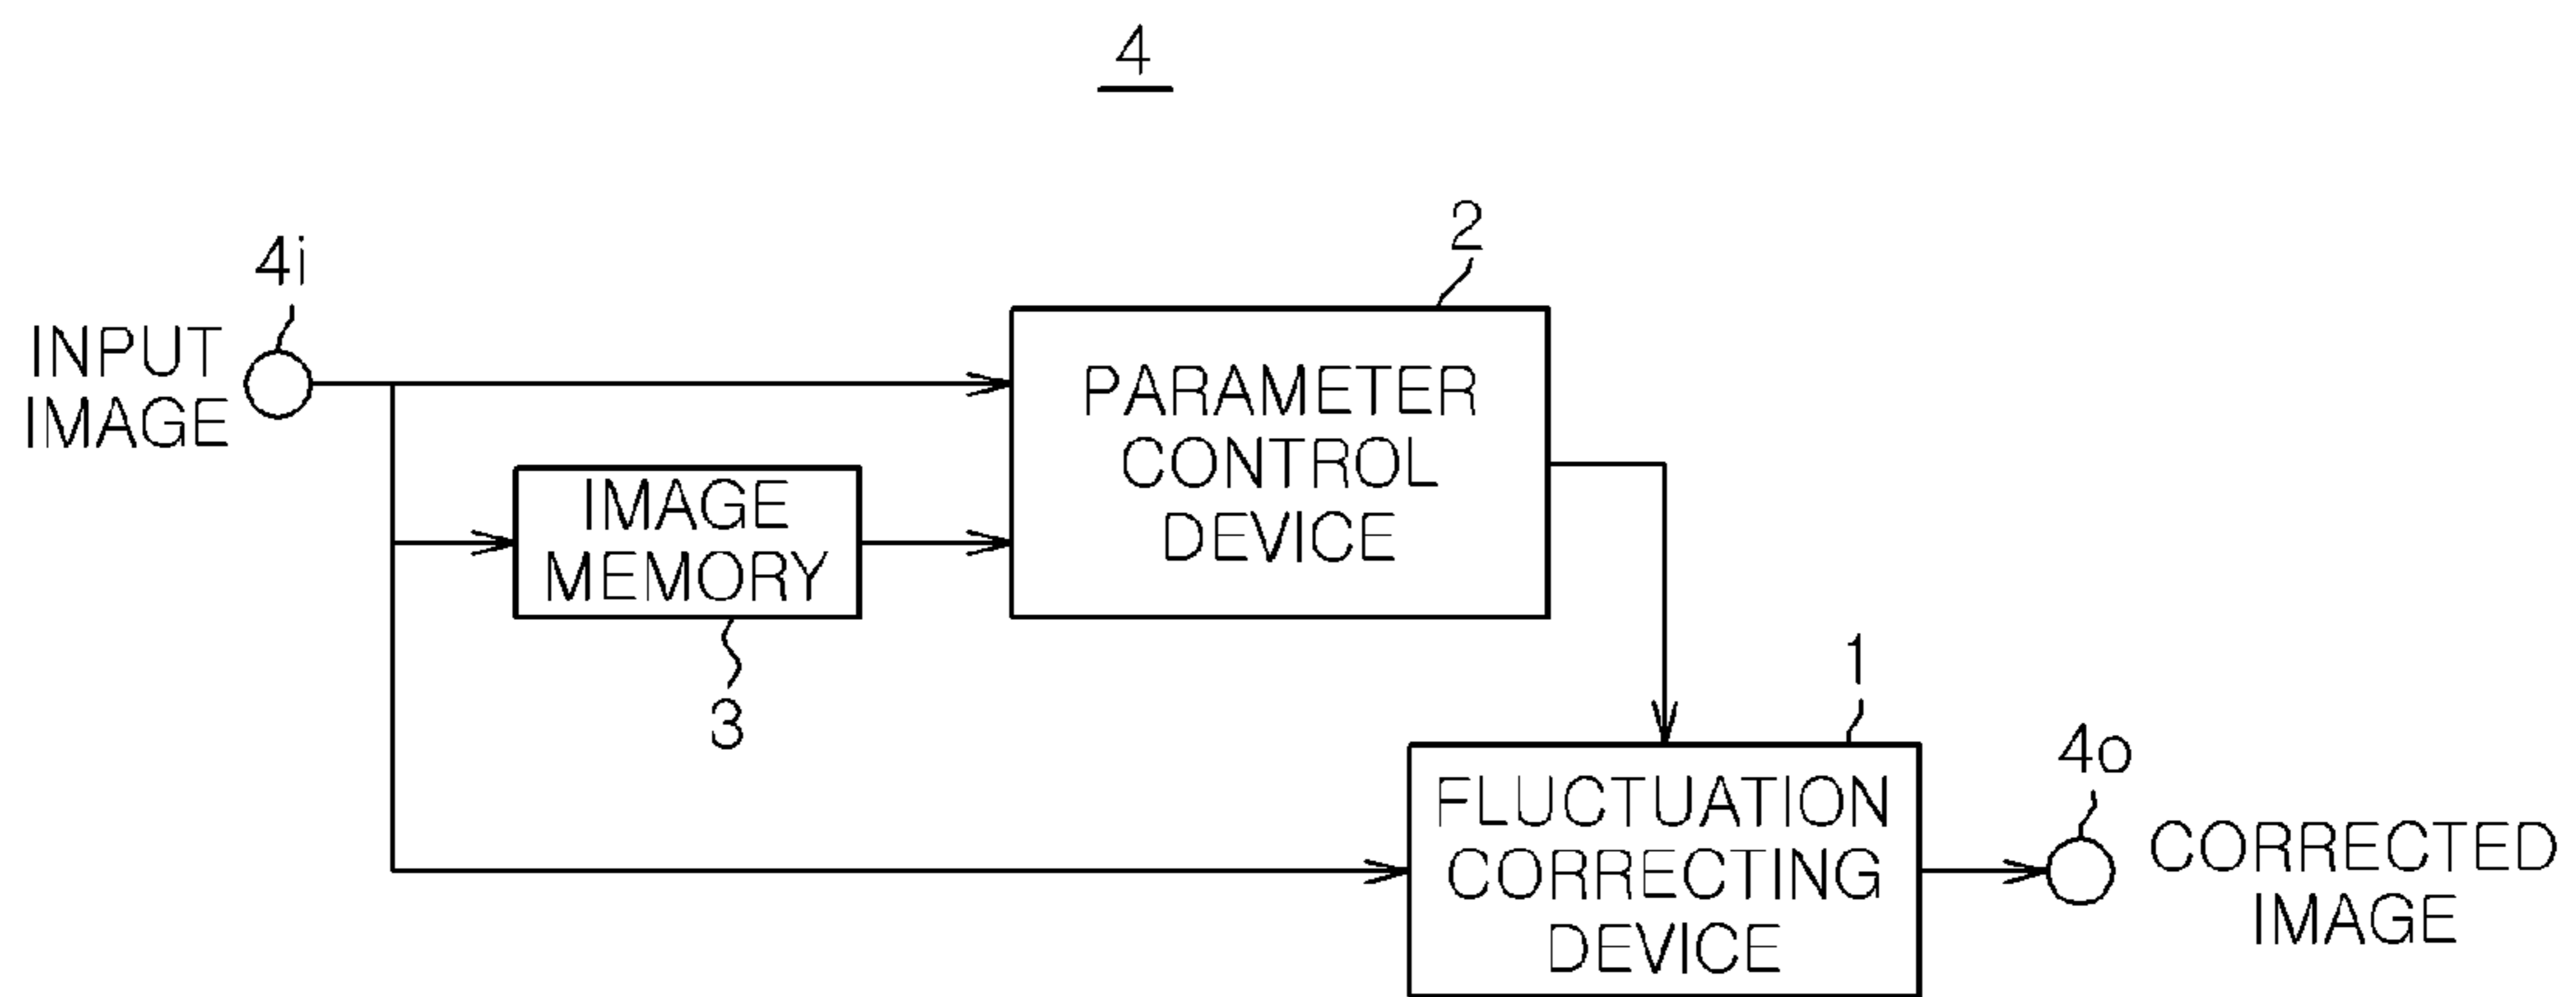 4
2
4i
INPUT
IMAGE
PARAMETER
CONTROL
DEVICE
IMAGE
MEMORY
3
1
4o
FLUCTUATION
CORRECTING
DEVICE
CORRECTED
IMAGE